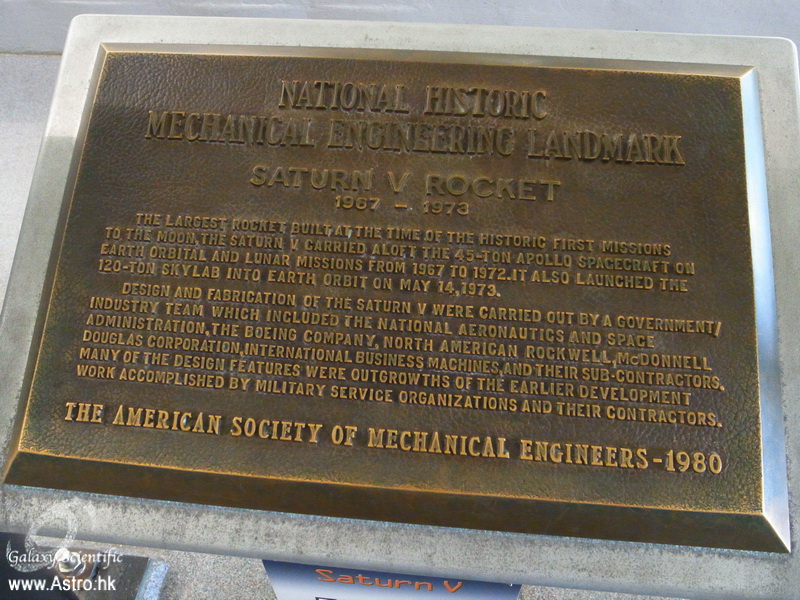 NATIONAL HISTORIC
MECHANICAL ENGINEERING LANDMARK
SATURN V ROCKET
1967 – 1973
THE LARGEST ROCKET BUILT AT THE TIME OF THE HISTORIC FIRST MISSIONS
TO THE MOON, THE SATURN V CARRIED ALOFT THE 45-TON APOLLO SPACECRAFT ON
EARTH ORBITAL AND LUNAR MISSIONS FROM 1967 TO 1972. IT ALSO LAUNCHED THE
120-TON SKYLAB INTO EARTH ORBIT ON MAY 14, 1973.
DESIGN AND FABRICATION OF THE SATURN V WERE CARRIED OUT BY A GOVERNMENT/
INDUSTRY TEAM WHICH INCLUDED THE NATIONAL AERONAUTICS AND SPACE
ADMINISTRATION, THE BOEING COMPANY, NORTH AMERICAN ROCKWELL, McDONNELL
DOUGLAS CORPORATION, INTERNATIONAL BUSINESS MACHINES, AND THEIR SUB-CONTRACTORS.
MANY OF THE DESIGN FEATURES WERE OUTGROWTHS OF THE EARLIER DEVELOPMENT
WORK ACCOMPLISHED BY MILITARY SERVICE ORGANIZATIONS AND THEIR CONTRACTORS.
THE AMERICAN SOCIETY OF MECHANICAL ENGINEERS – 1980
Galaxy Scientific
www.Astro.hk
Saturn V